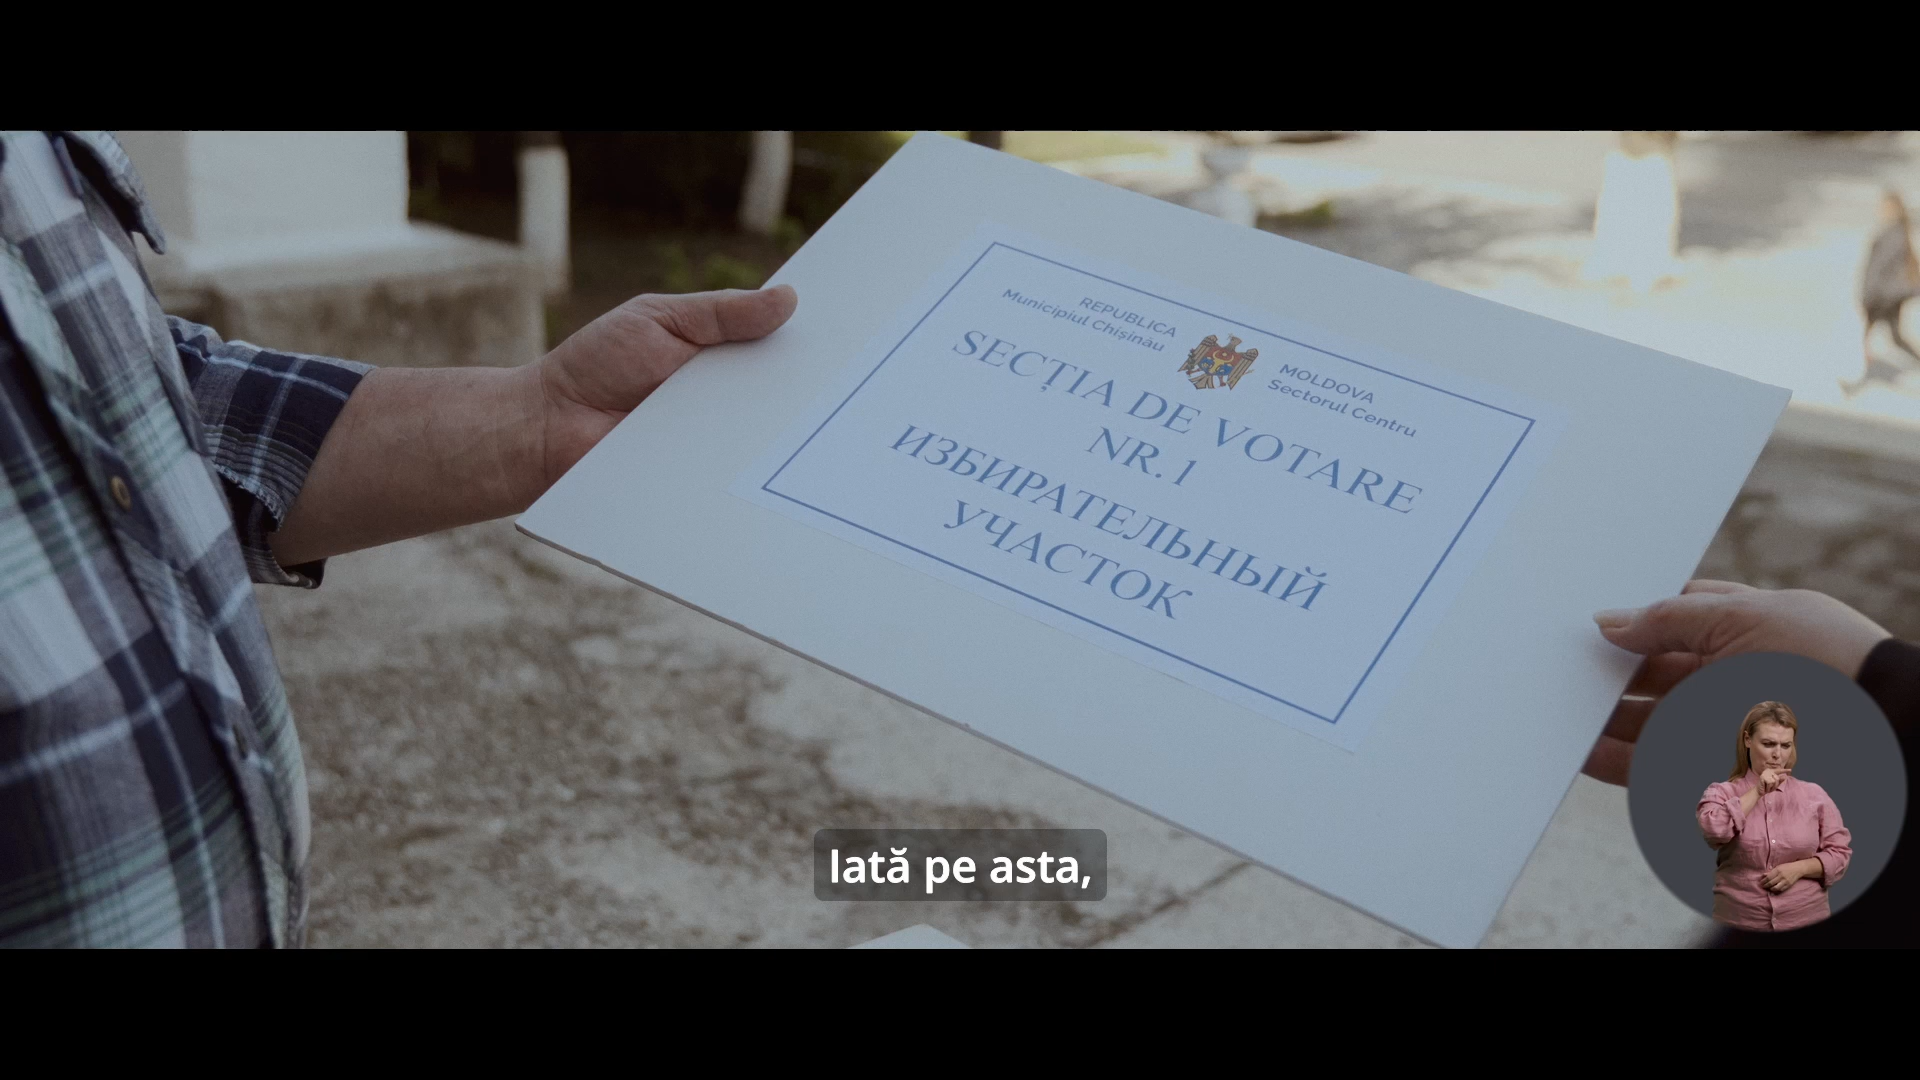 REPUBLICA
Municipiul Chișinău
MOLDOVA
Sectorul Centru
SECȚIA DE VOTARE
NR. 1
ИЗБИРАТЕЛЬНЫЙ
УЧАСТОК
Iată pe asta,